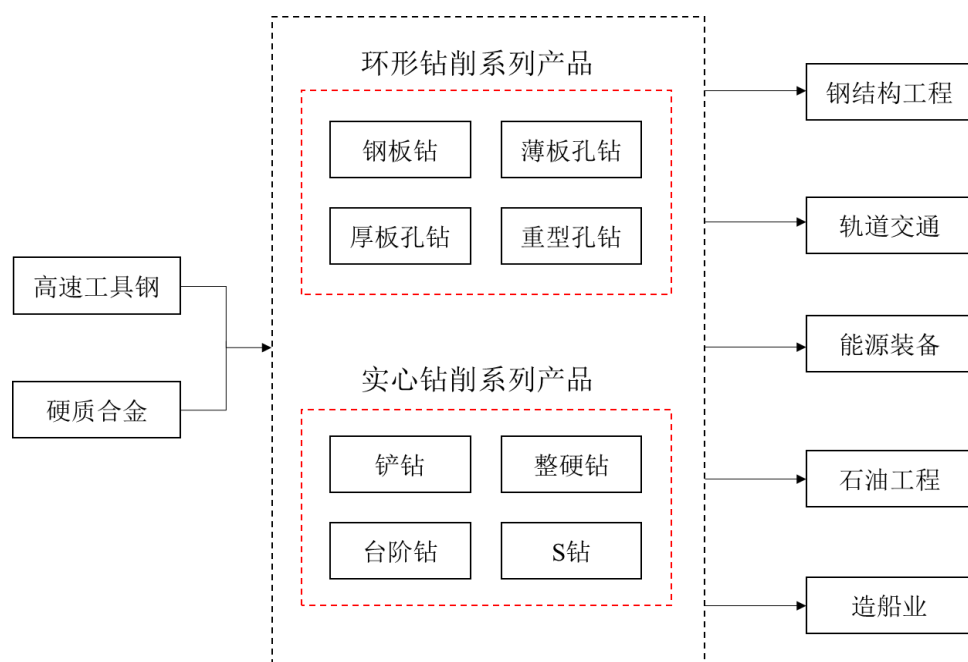 高速工具钢
硬质合金
环形钻削系列产品
钢板钻
薄板孔钻
厚板孔钻
重型孔钻
实心钻削系列产品
铲钻
整硬钻
台阶钻
S钻
钢结构工程
轨道交通
能源装备
石油工程
造船业